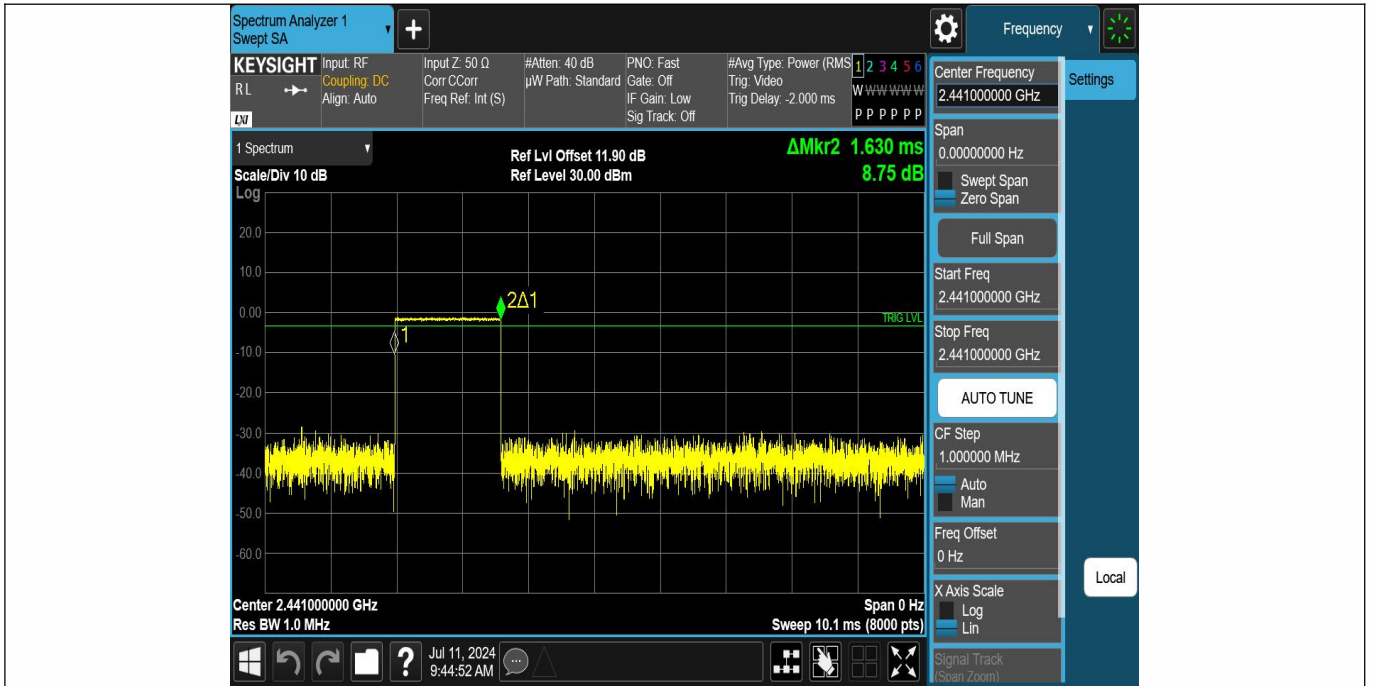 Spectrum Analyzer 1
Swept SA
+
Frequency
KEYSIGHT
Input: RF
Input Z: 50 Ω
#Atten: 40 dB
PNO: Fast
#Avg Type: Power (RMS
1 2 3 4 5 6
R L
Coupling: DC
Corr CCorr
µW Path: Standard
Gate: Off
Trig: Video
W W W W W W
Align: Auto
Freq Ref: Int (S)
IF Gain: Low
Trig Delay: -2.000 ms
LXI
Sig Track: Off
P P P P P P
1 Spectrum
Ref Lvl Offset 11.90 dB
ΔMkr2 1.630 ms
Scale/Div 10 dB
Ref Level 30.00 dBm
8.75 dB
Log
20.0
10.0
0.00
-10.0
-20.0
-30.0
-40.0
-50.0
-60.0
2Δ1
1
TRIG LVL
Center 2.441000000 GHz
Span 0 Hz
Res BW 1.0 MHz
Sweep 10.1 ms (8000 pts)
?
Jul 11, 2024
9:44:52 AM
Center Frequency
2.441000000 GHz
Settings
Span
0.00000000 Hz
Swept Span
Zero Span
Full Span
Start Freq
2.441000000 GHz
Stop Freq
2.441000000 GHz
AUTO TUNE
CF Step
1.000000 MHz
Auto
Man
Freq Offset
0 Hz
Local
X Axis Scale
Log
Lin
Signal Track
(Span Zoom)